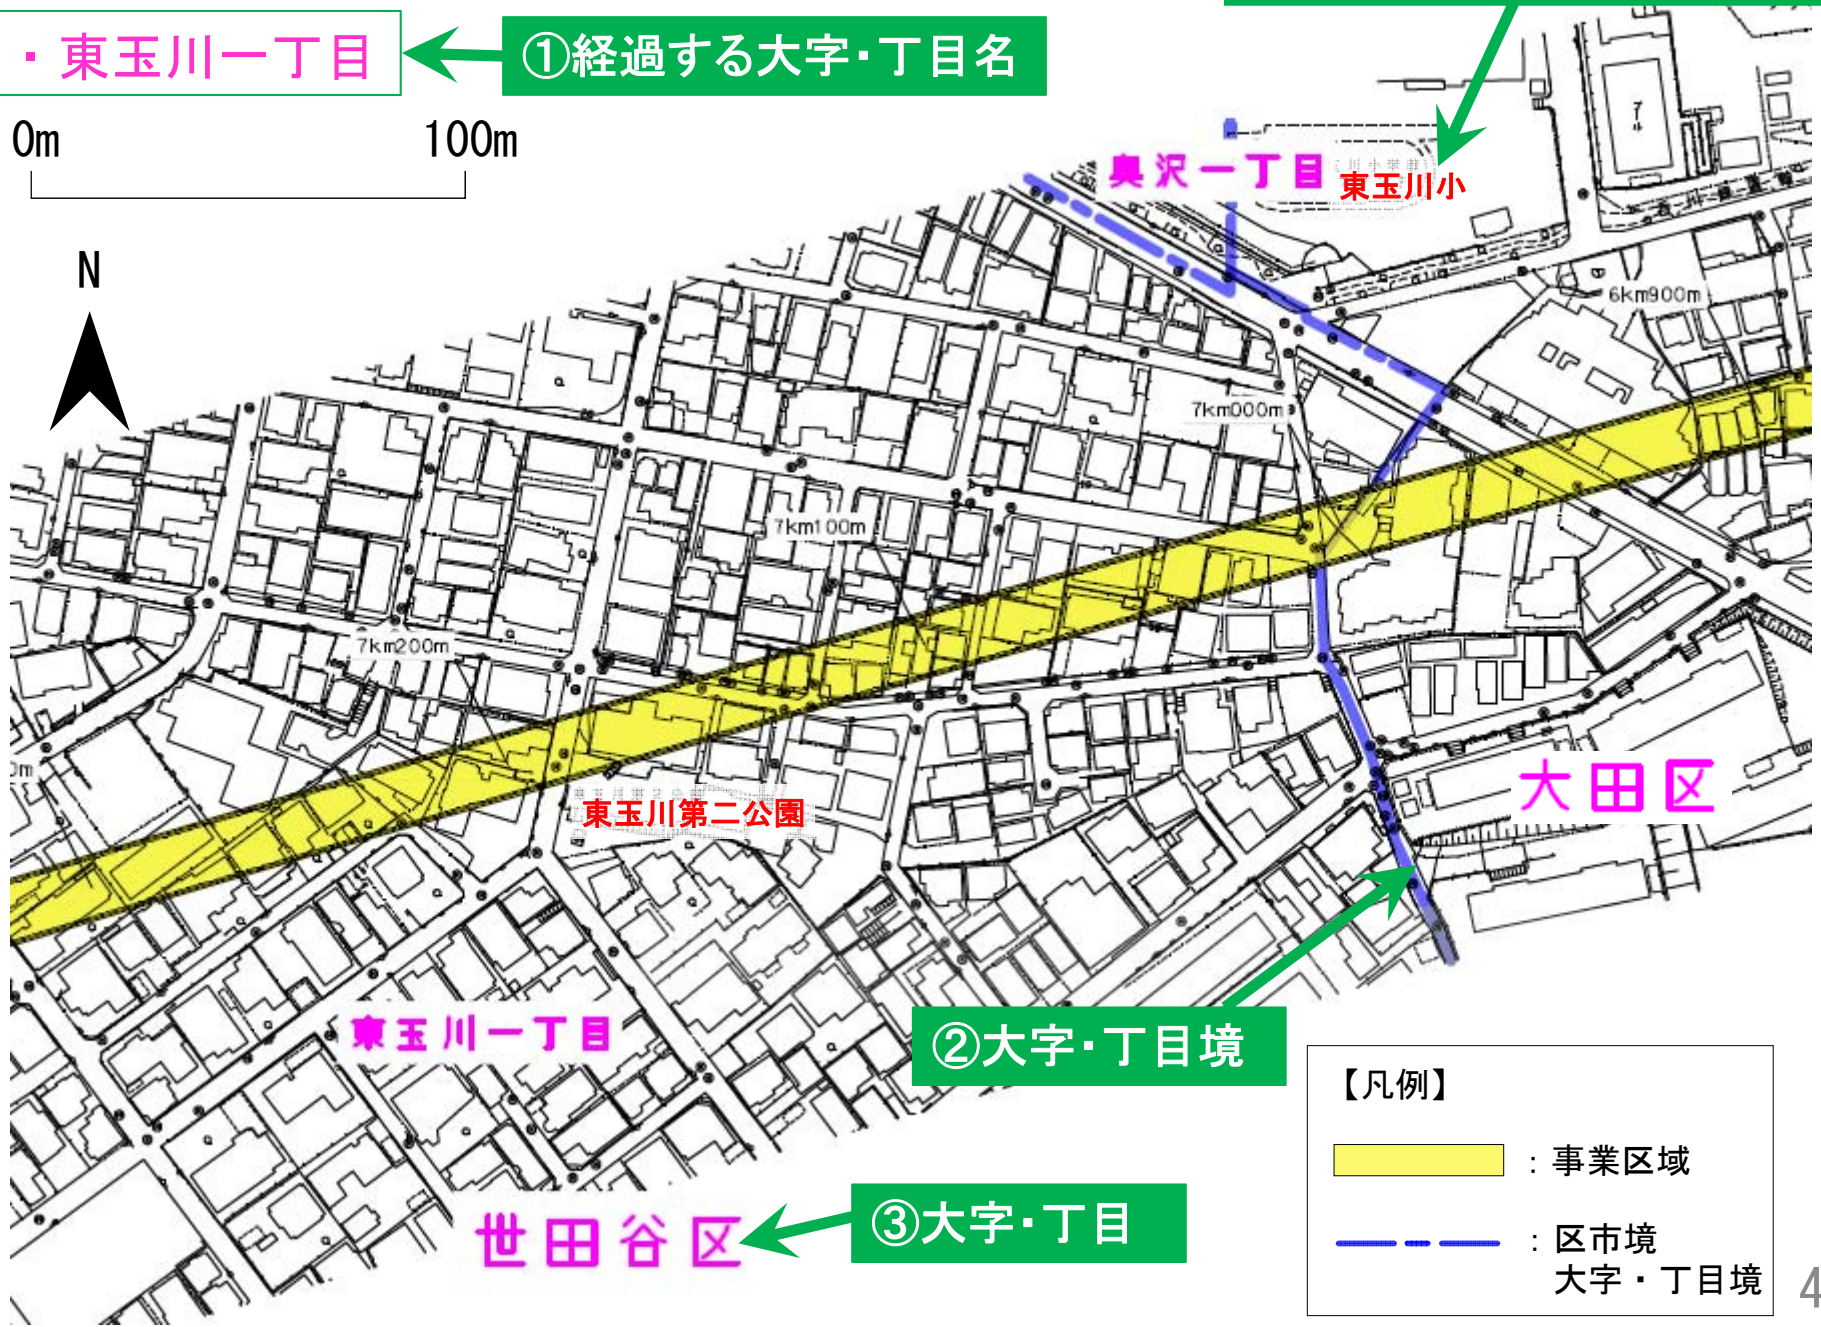 ・東玉川一丁目
①経過する大字・丁目名
0m 100m
N
奥沢一丁目
東玉川小
プール
6km900m
7km000m
7km100m
7km200m
0m
大田区
東玉川第二公園
東玉川一丁目
②大字・丁目境
世田谷区
③大字・丁目
【凡例】
：事業区域
：区市境
大字・丁目境
4